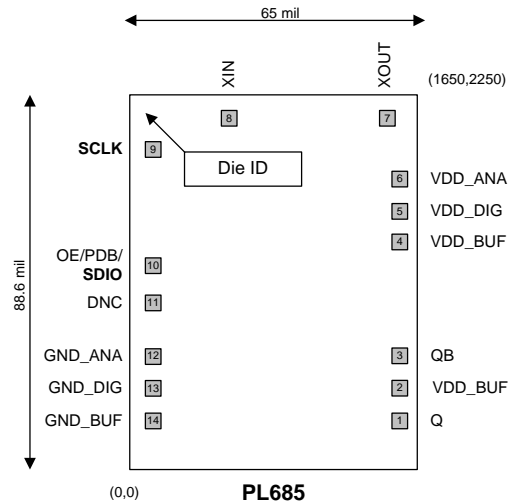 65 mil
XIN
XOUT
(1650,2250)
8
7
SCLK
9
Die ID
6
VDD_ANA
5
VDD_DIG
4
VDD_BUF
88.6 mil
OE/PDB/
SDIO
10
DNC
11
GND_ANA
12
3
QB
GND_DIG
13
2
VDD_BUF
GND_BUF
14
1
Q
(0,0)
PL685